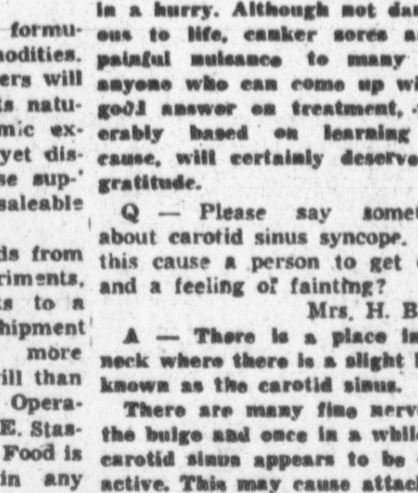 formu-
modities.
ers will
ts natu-
mic ex-
yet dis-
se sup-
saleable
ds from
riments,
ks to a
hipment
more
ill than
Opera-
E. Stas-
Food is
in any
in a hurry. Although not dan
ous to life, canker sores a
painful nuisance to many
anyone who can come up wi
good answer on treatment,
erably based on learning
cause, will certainly deserve
gratitude.
Q — Please say somet
about carotid sinus syncope.
this cause a person to get
and a feeling of fainting?
Mrs. H. B
A — There is a place in
neck where there is a slight b
known as the carotid sinus.
There are many fine nerv
the bulge and once in a while
carotid sinus appears to be
active. This may cause attac